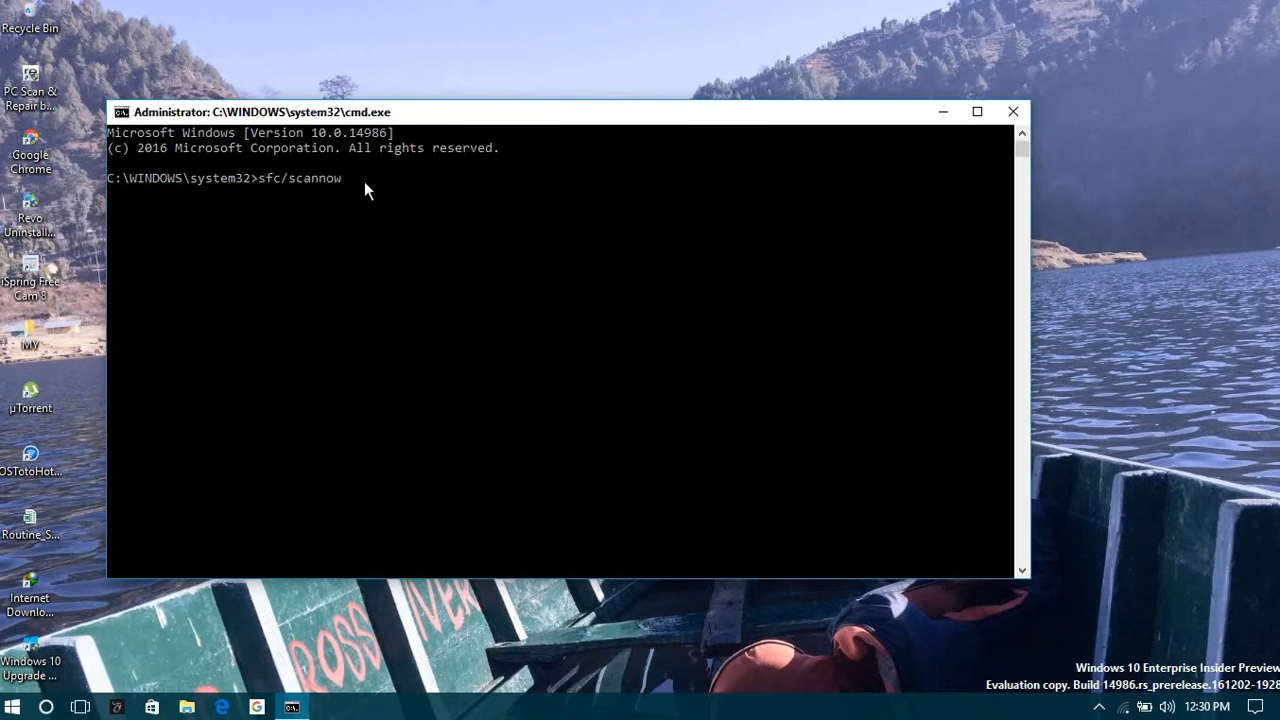 Recycle Bin
PC Scan &
Repair b...
Google
Chrome
Revo
Uninstall...
iSpring Free
Cam 8
MY
µTorrent
OSTotoHot...
Routine_S...
Internet
Downlo...
Windows 10
Upgrade ...
Administrator: C:\WINDOWS\system32\cmd.exe
Microsoft Windows [Version 10.0.14986]
(c) 2016 Microsoft Corporation. All rights reserved.
C:\WINDOWS\system32>sfc/scannow
ROSS
Windows 10 Enterprise Insider Preview
Evaluation copy. Build 14986.rs_prerelease.161202-1928
12:30 PM